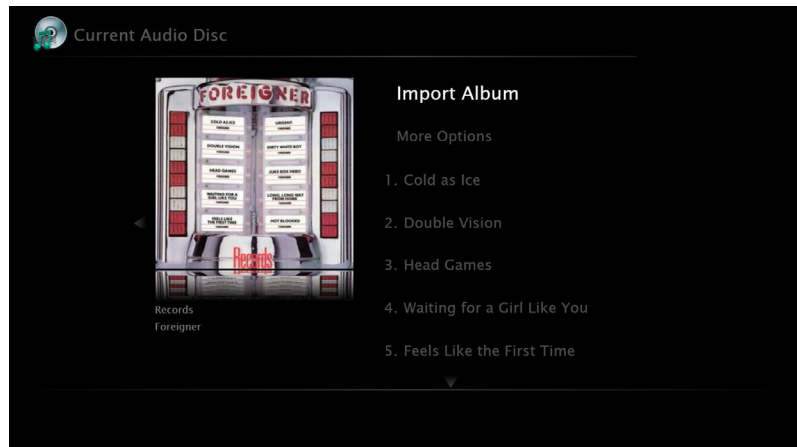 Current Audio Disc
FOREIGNER
COLD AS ICE
URGENT
DOUBLE VISION
DIRTY WHITE BOY
HEAD GAMES
JUKE BOX HERO
WAITING FOR A
GIRL LIKE YOU
LONG, LONG WAY
FROM HOME
FEELS LIKE
THE FIRST TIME
HOT BLOODED
Records
Records
Foreigner
Import Album
More Options
1. Cold as Ice
2. Double Vision
3. Head Games
4. Waiting for a Girl Like You
5. Feels Like the First Time